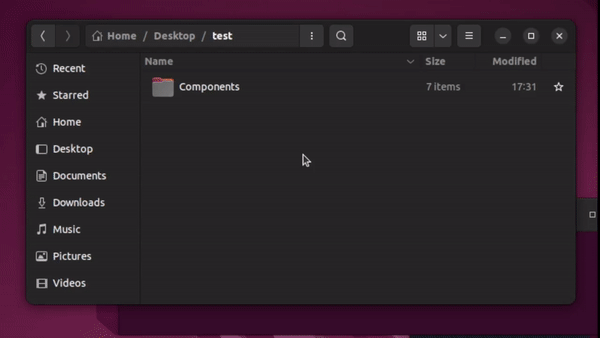 Home / Desktop / test
Name Size Modified
Recent
Components 7 items 17:31
Starred
Home
Desktop
Documents
Downloads
Music
Pictures
Videos